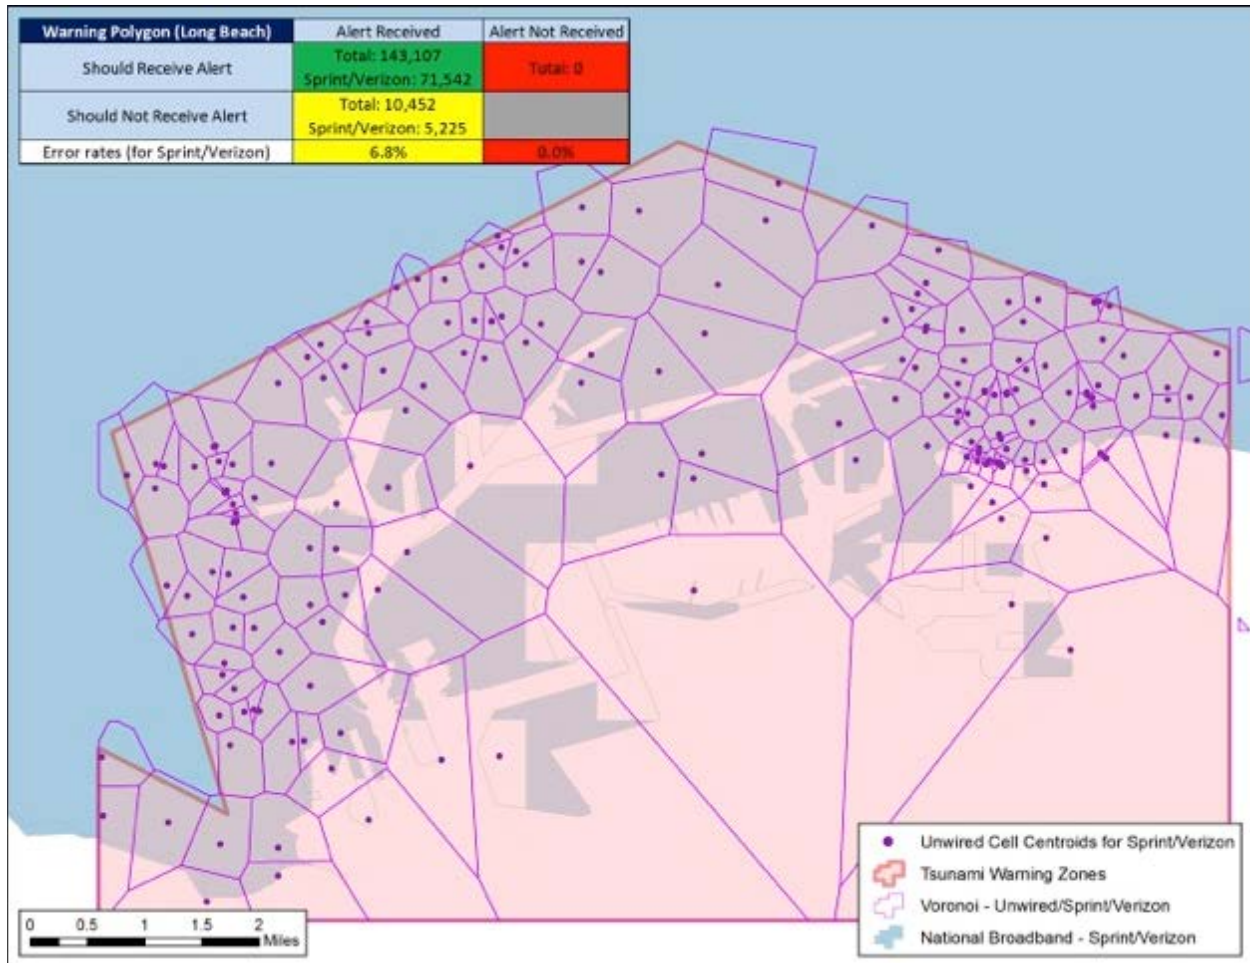 Warning Polygon (Long Beach) Alert Received Alert Not Received
Should Receive Alert Total: 143,107 Total: 0
Sprint/Verizon: 71,542
Should Not Receive Alert Total: 10,452
Sprint/Verizon: 5,225
Error rates (for Sprint/Verizon) 6.8% 0.0%
Unwired Cell Centroids for Sprint/Verizon
Tsunami Warning Zones
Voronoi - Unwired/Sprint/Verizon
National Broadband - Sprint/Verizon
0 0.5 1 1.5 2
Miles